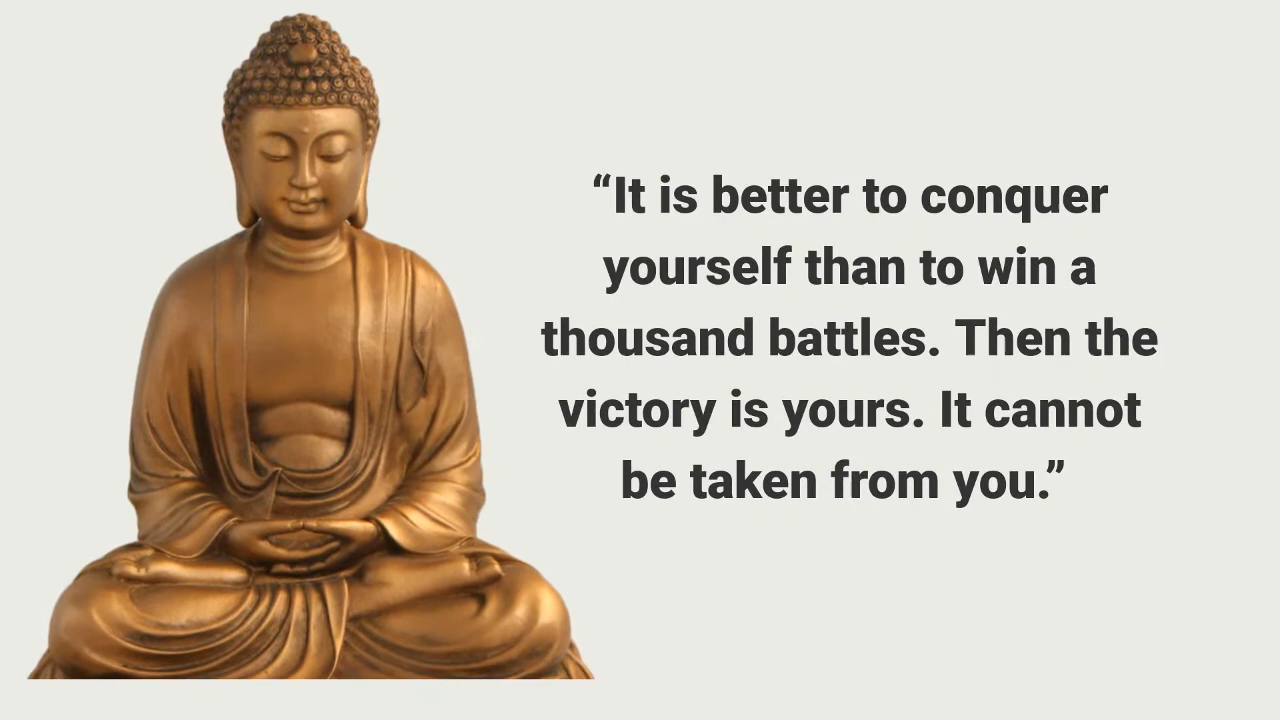 “It is better to conquer
yourself than to win a
thousand battles. Then the
victory is yours. It cannot
be taken from you.”